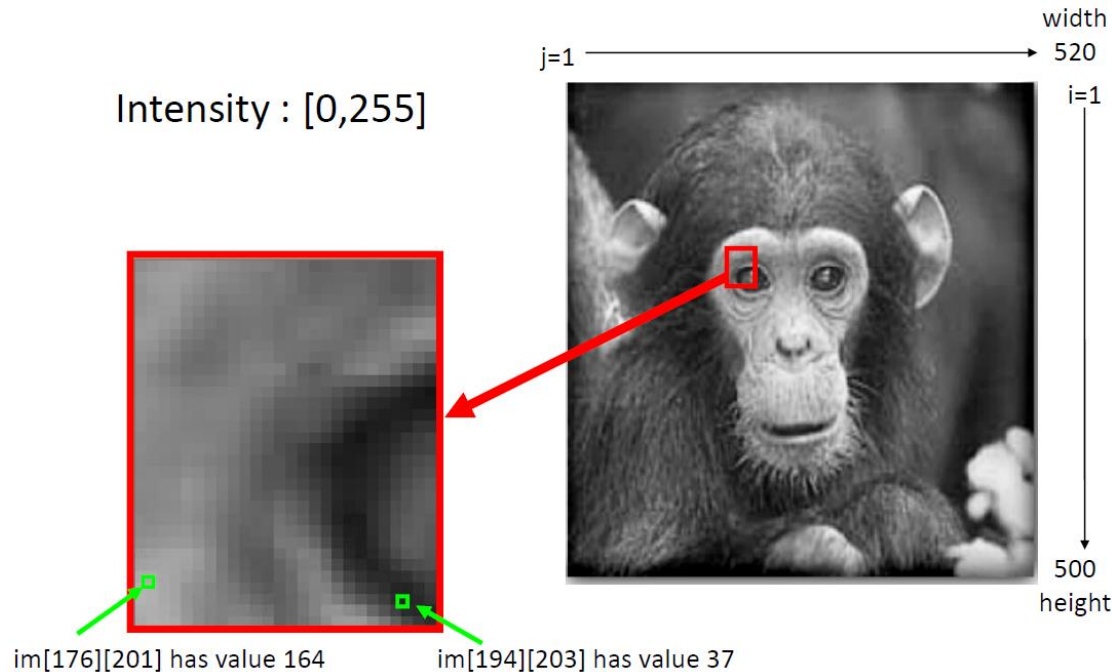 width
j=1
520
i=1
Intensity : [0,255]
500
height
im[176][201] has value 164
im[194][203] has value 37